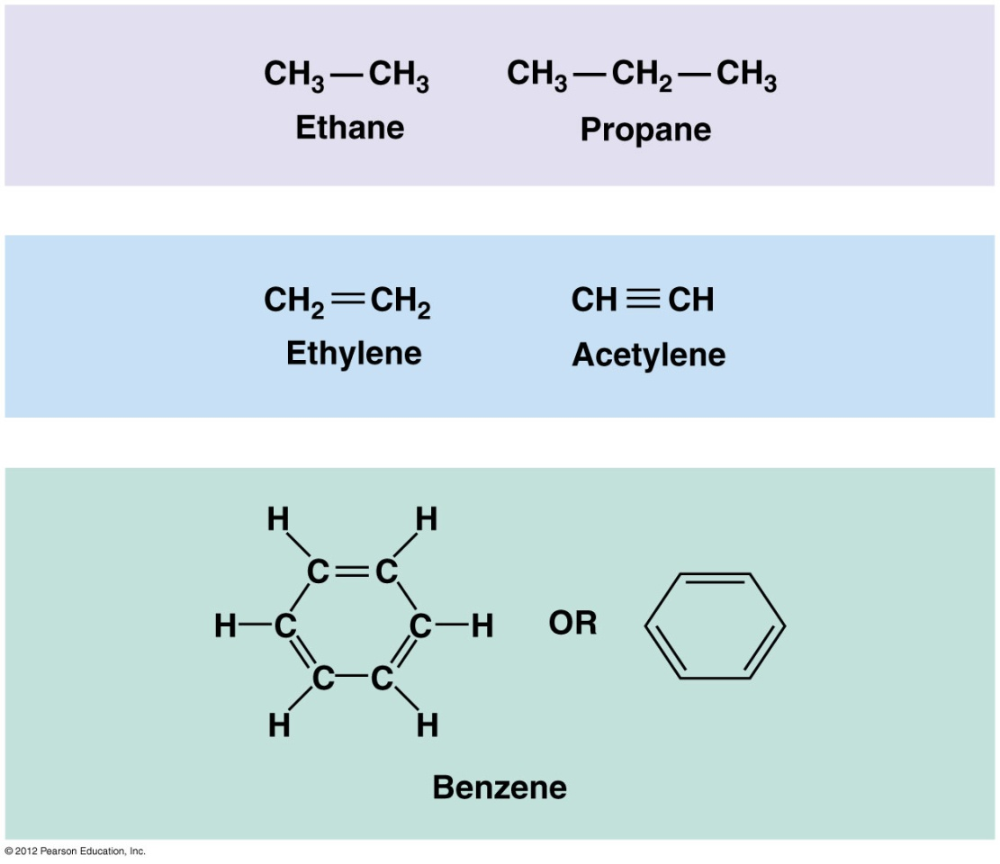 CH₃—CH₃ CH₃—CH₂—CH₃
Ethane Propane
CH₂=CH₂ CH≡CH
Ethylene Acetylene
H H
C=C
H—C C—H OR
C—C
H H
Benzene
© 2012 Pearson Education, Inc.